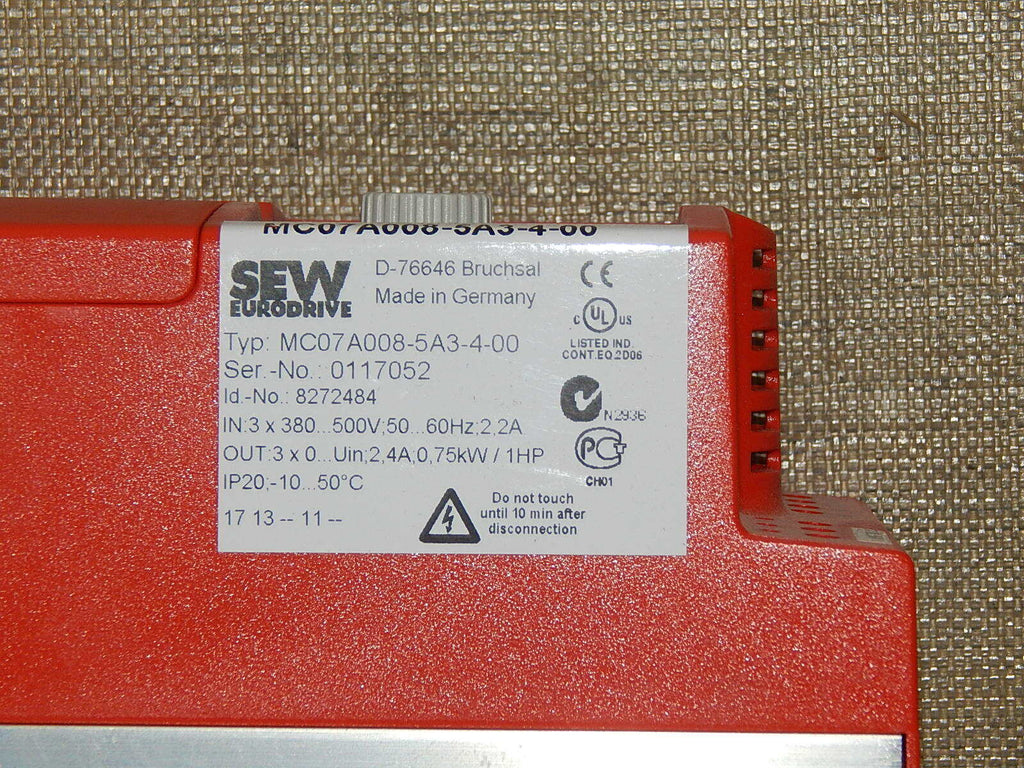 MC07A008-5A3-4-00
SEW
EURODRIVE
D-76646 Bruchsal
Made in Germany
CE
c UL us
LISTED IND.
CONT.EQ.2D06
Typ: MC07A008-5A3-4-00
Ser.-No.: 0117052
Id.-No.: 8272484
N2936
IN:3 x 380...500V;50...60Hz;2,2A
OUT:3 x 0...Uin;2,4A;0,75kW / 1HP
PCT
CH01
IP20;-10...50°C
17 13 -- 11 --
Do not touch
until 10 min after
disconnection